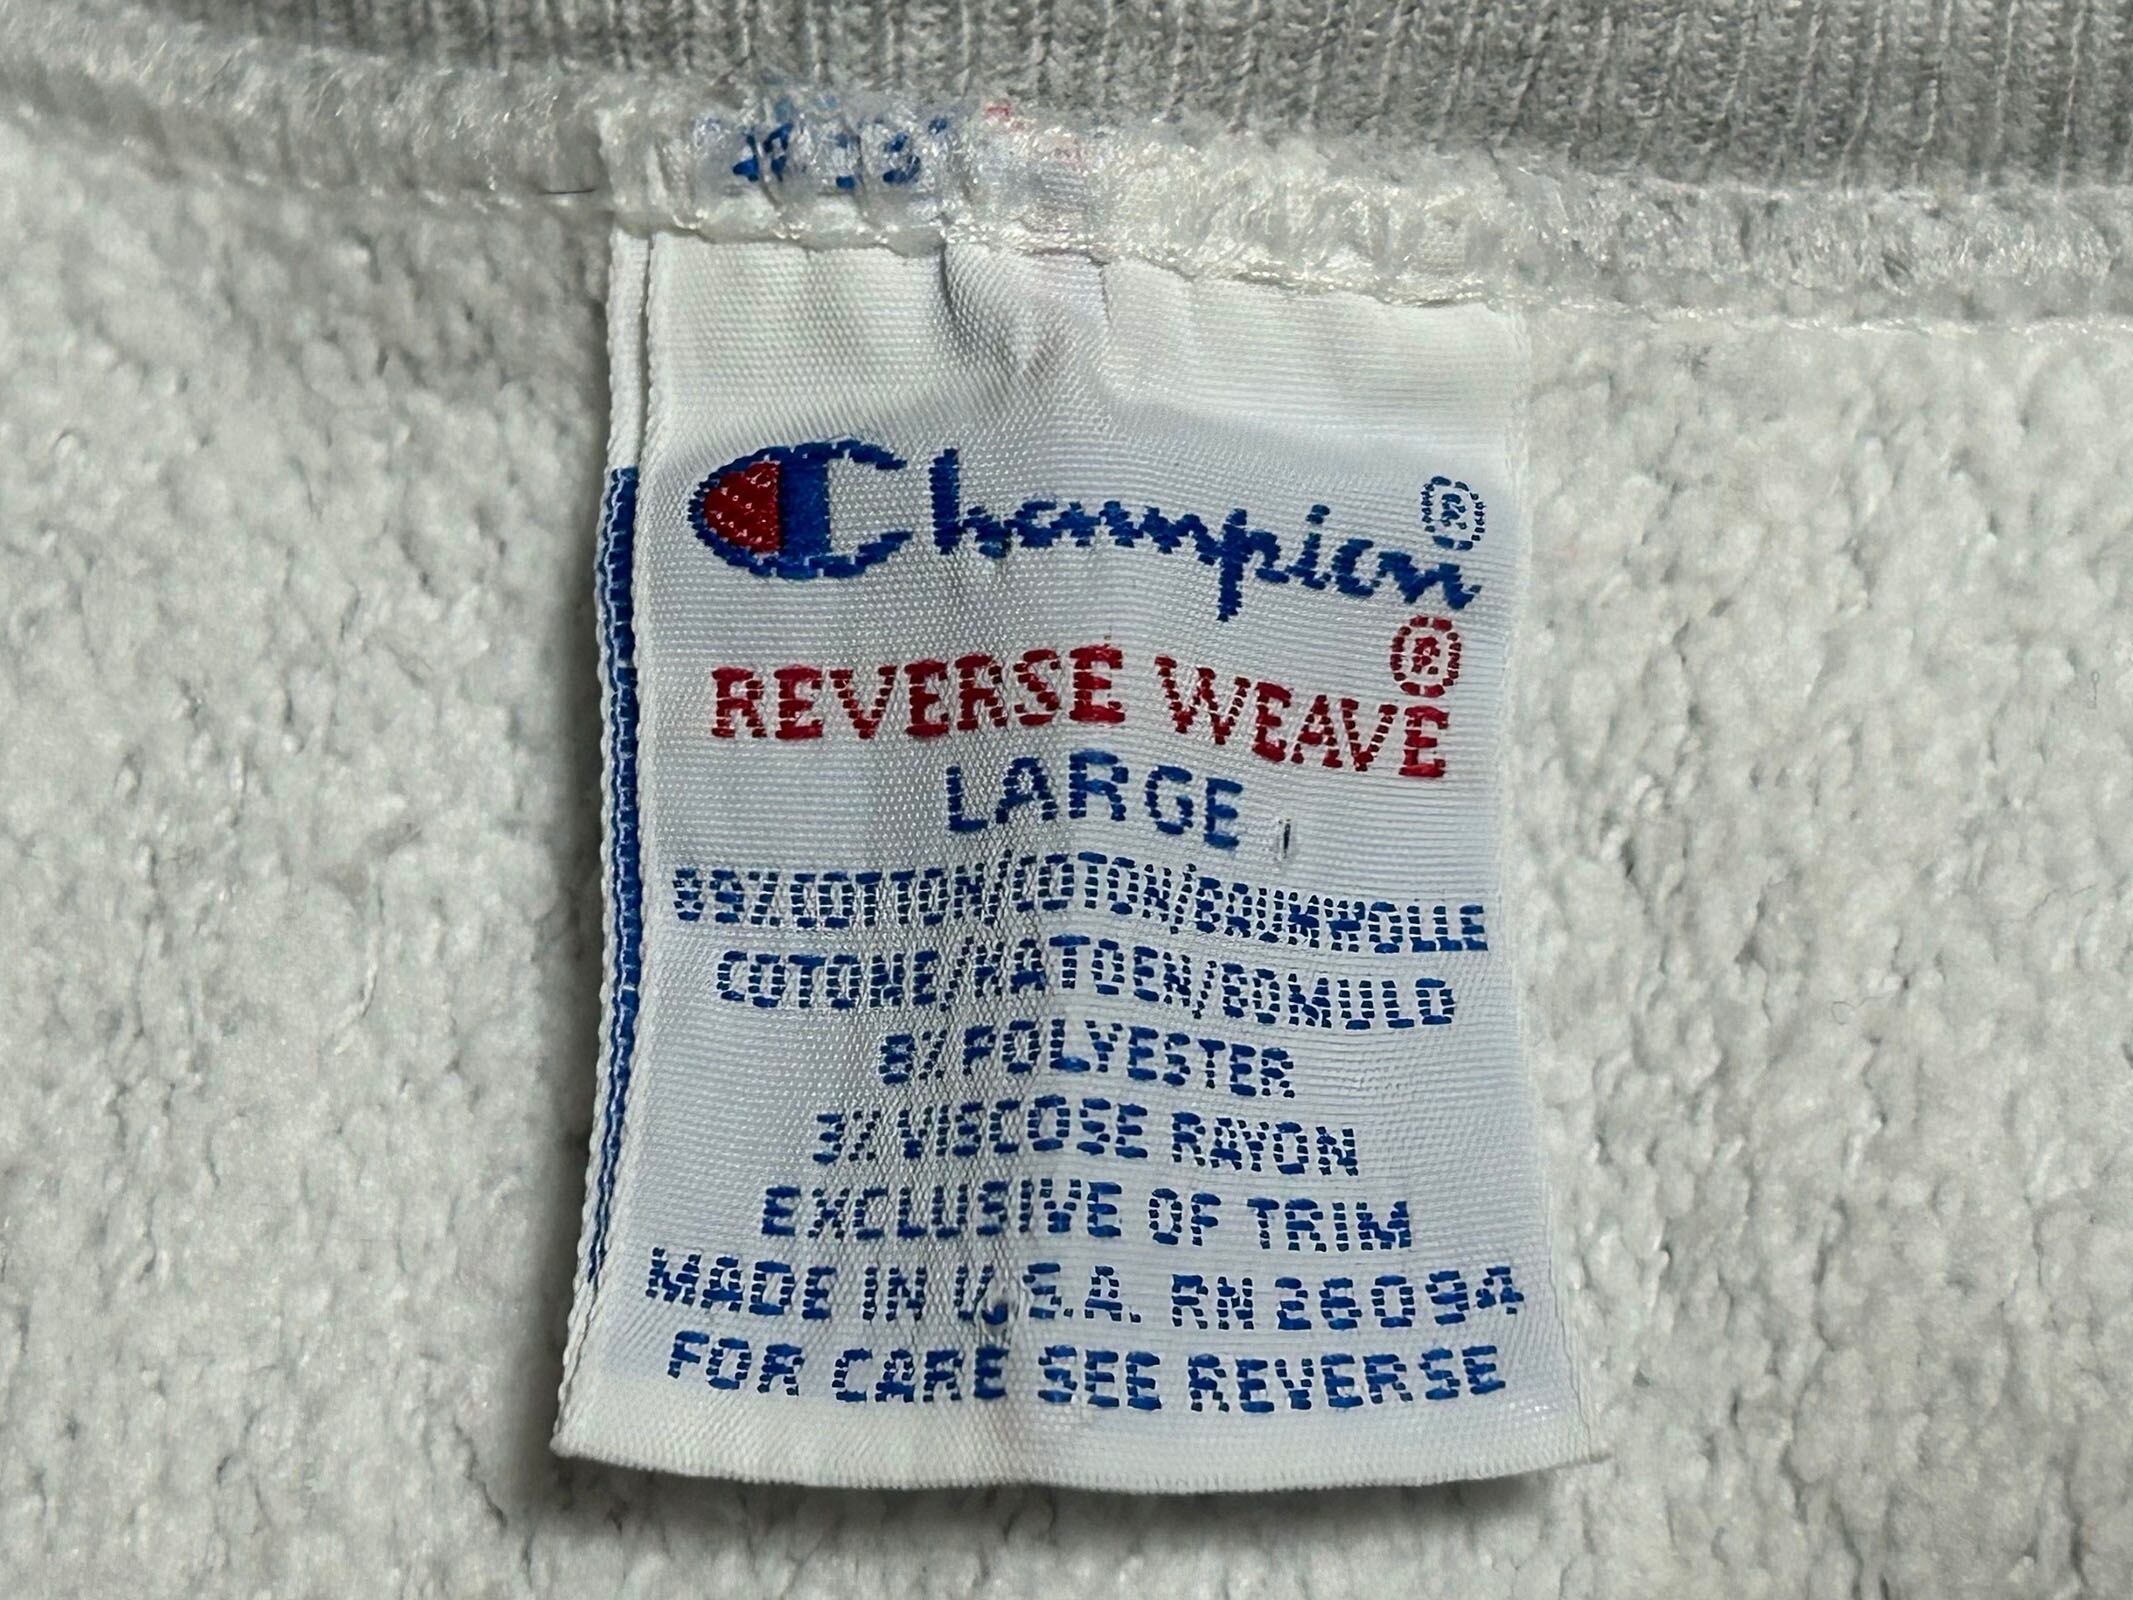 Champion®
REVERSE WEAVE®
LARGE
89% COTTON/COTON/BAUMWOLLE
COTONE/KATOEN/BOMULD
8% POLYESTER
3% VISCOSE RAYON
EXCLUSIVE OF TRIM
MADE IN U.S.A. RN 26094
FOR CARE SEE REVERSE